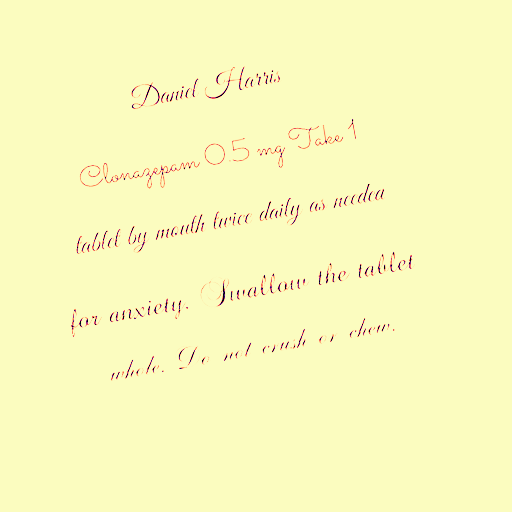 Daniel Harris
Clonazepam 0.5 mg Take 1
tablet by mouth twice daily as needed
for anxiety. Swallow the tablet
whole. Do not crush or chew.